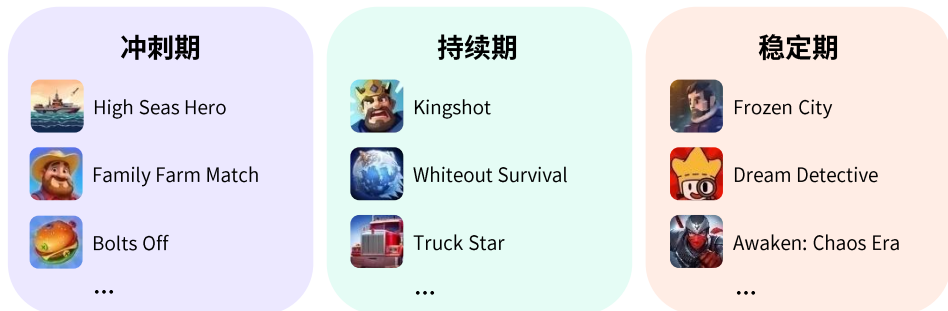 冲刺期
High Seas Hero
Family Farm Match
Bolts Off
...
持续期
Kingshot
Whiteout Survival
Truck Star
...
稳定期
Frozen City
Dream Detective
Awaken: Chaos Era
...